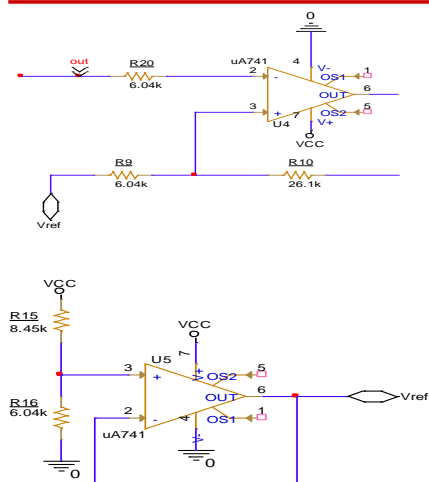 0
out
R20
6.04k
uA741
2
-
4
V-
OS1
1
OUT
6
3
+
7
OS2
5
U4
V+
VCC
R9
6.04k
R10
26.1k
Vref
VCC
R15
8.45k
VCC
U5
7
V+
3
+
OS2
5
OUT
6
Vref
R16
6.04k
2
-
4
OS1
1
uA741
V-
0
0